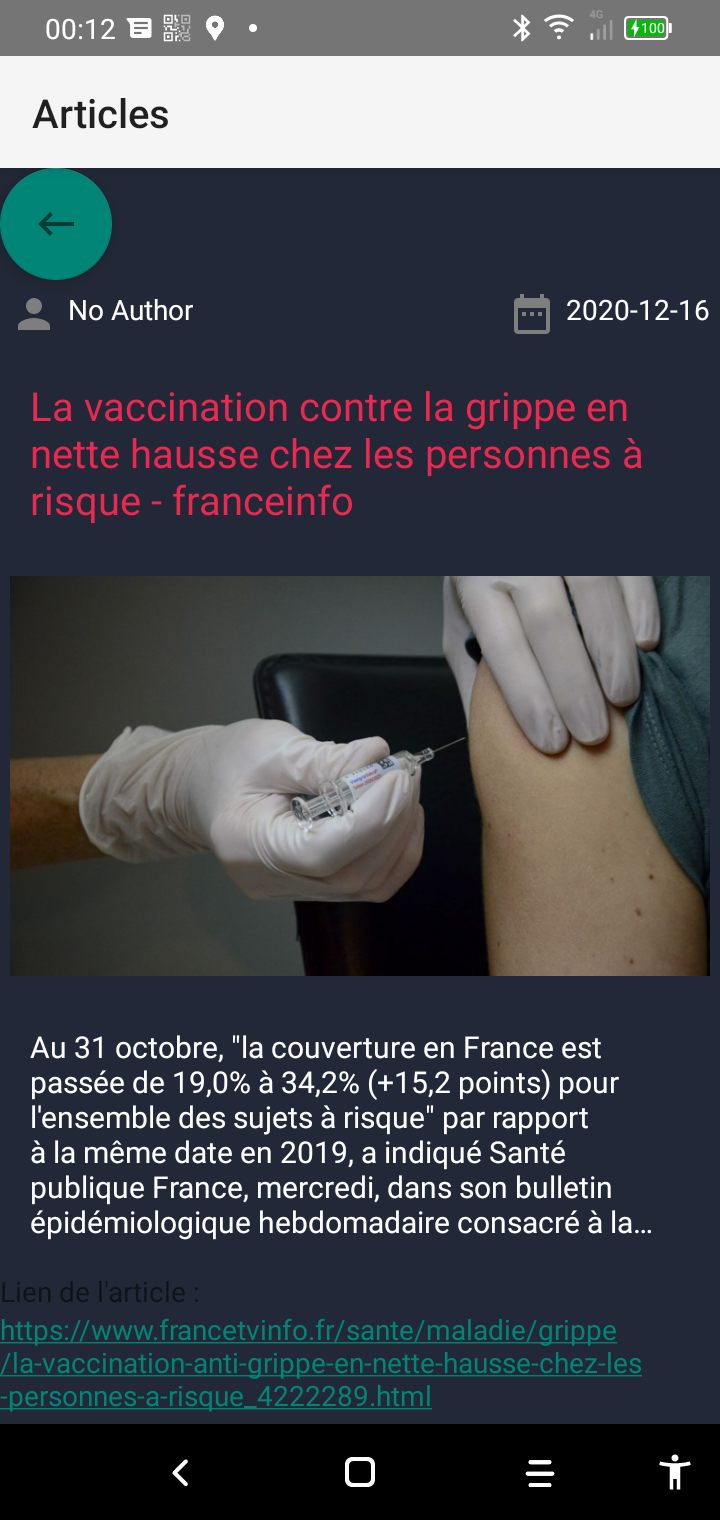 00:12
4G
100
Articles
No Author
2020-12-16
La vaccination contre la grippe en
nette hausse chez les personnes à
risque - franceinfo
Au 31 octobre, "la couverture en France est
passée de 19,0% à 34,2% (+15,2 points) pour
l'ensemble des sujets à risque" par rapport
à la même date en 2019, a indiqué Santé
publique France, mercredi, dans son bulletin
épidémiologique hebdomadaire consacré à la…
Lien de l'article :
https://www.francetvinfo.fr/sante/maladie/grippe
/la-vaccination-anti-grippe-en-nette-hausse-chez-les
-personnes-a-risque_4222289.html